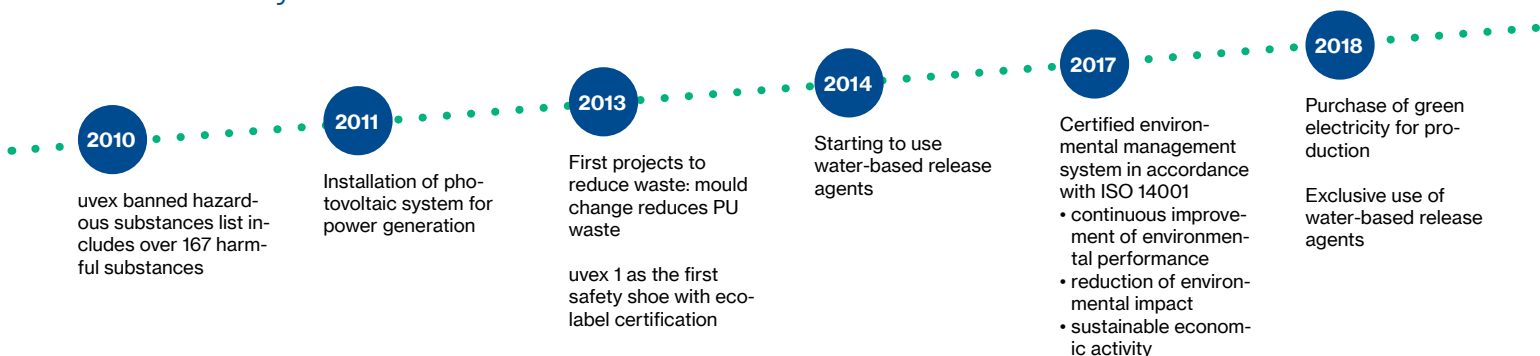 2010
uvex banned hazard-
ous substances list in-
cludes over 167 harm-
ful substances
2011
Installation of pho-
tovoltaic system for
power generation
2013
First projects to
reduce waste: mould
change reduces PU
waste
uvex 1 as the first
safety shoe with eco-
label certification
2014
Starting to use
water-based release
agents
2017
Certified environ-
mental management
system in accordance
with ISO 14001
• continuous improve-
ment of environmen-
tal performance
• reduction of environ-
mental impact
• sustainable econom-
ic activity
2018
Purchase of green
electricity for pro-
duction
Exclusive use of
water-based release
agents